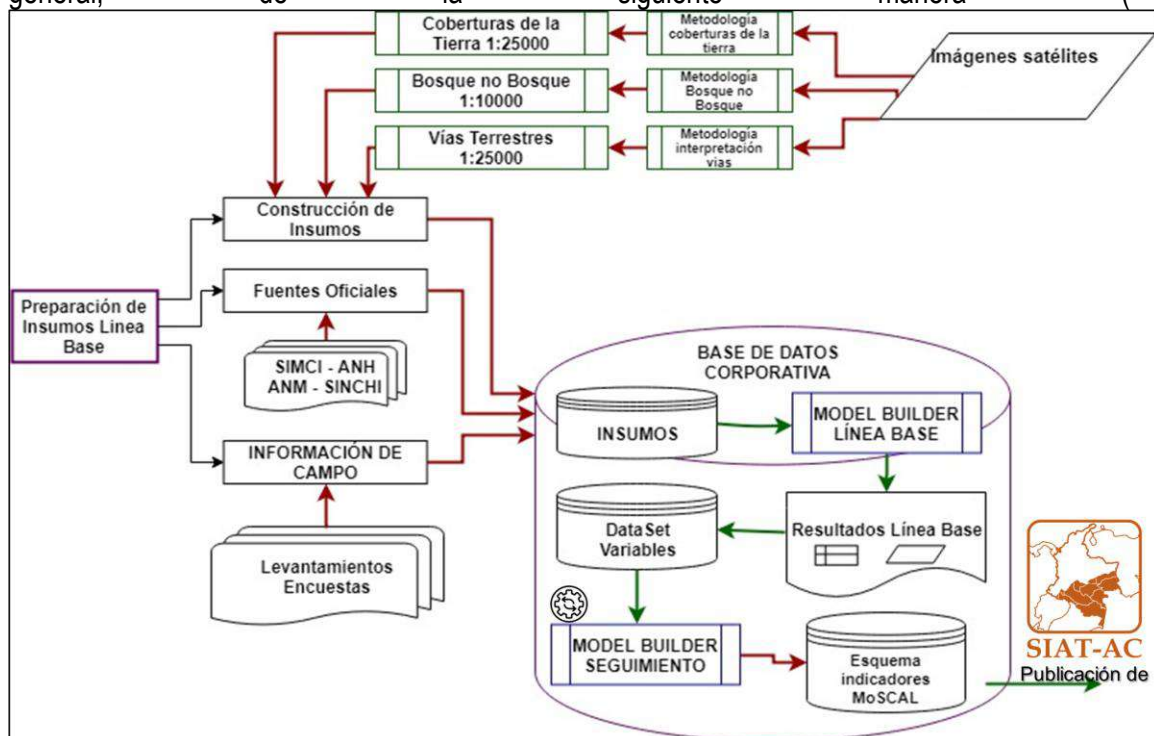 general, de la siguiente manera (
Coberturas de la
Tierra 1:25000
Metodología
coberturas de la
tierra
Imágenes satélites
Bosque no Bosque
1:10000
Metodología
Bosque no
Bosque
Vías Terrestres
1:25000
Metodología
interpretación
vias
Construcción de
Insumos
Preparación de
Insumos Linea
Base
Fuentes Oficiales
SIMCI - ANH
ANM - SINCHI
INFORMACIÓN DE
CAMPO
Levantamientos
Encuestas
BASE DE DATOS
CORPORATIVA
INSUMOS
MODEL BUILDER
LÍNEA BASE
DataSet
Variables
Resultados Línea Base
MODEL BUILDER
SEGUIMIENTO
Esquema
indicadores
MoSCAL
SIAT-AC
Publicación de